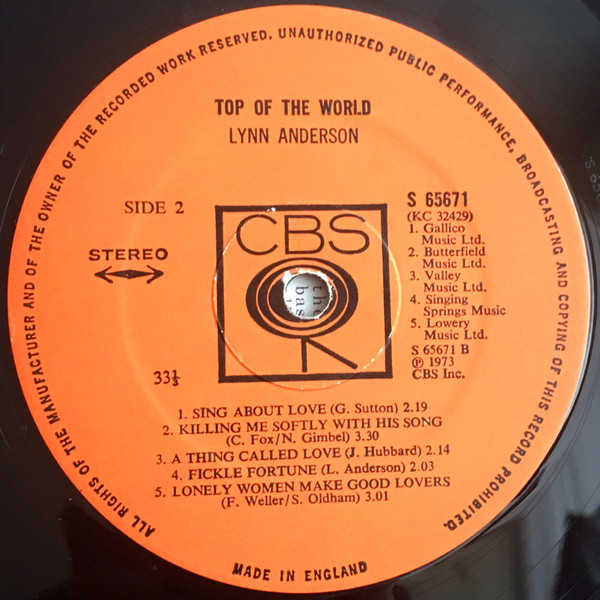 ALL RIGHTS OF THE MANUFACTURER AND OF THE OWNER OF THE RECORDED WORK RESERVED. UNAUTHORIZED PUBLIC PERFORMANCE, BROADCASTING AND COPYING OF THIS RECORD PROHIBITED.
TOP OF THE WORLD
LYNN ANDERSON
SIDE 2
STEREO
33⅓
CBS
the
bas
S 65671
(KC 32429)
1. Gallico
Music Ltd.
2. Butterfield
Music Ltd.
3. Valley
Music Ltd.
4. Singing
Springs Music
5. Lowery
Music Ltd.
S 65671 B
℗ 1973
CBS Inc.
1. SING ABOUT LOVE (G. Sutton) 2.19
2. KILLING ME SOFTLY WITH HIS SONG
(C. Fox/N. Gimbel) 3.30
3. A THING CALLED LOVE (J. Hubbard) 2.14
4. FICKLE FORTUNE (L. Anderson) 2.03
5. LONELY WOMEN MAKE GOOD LOVERS
(F. Weller/S. Oldham) 3.01
MADE IN ENGLAND